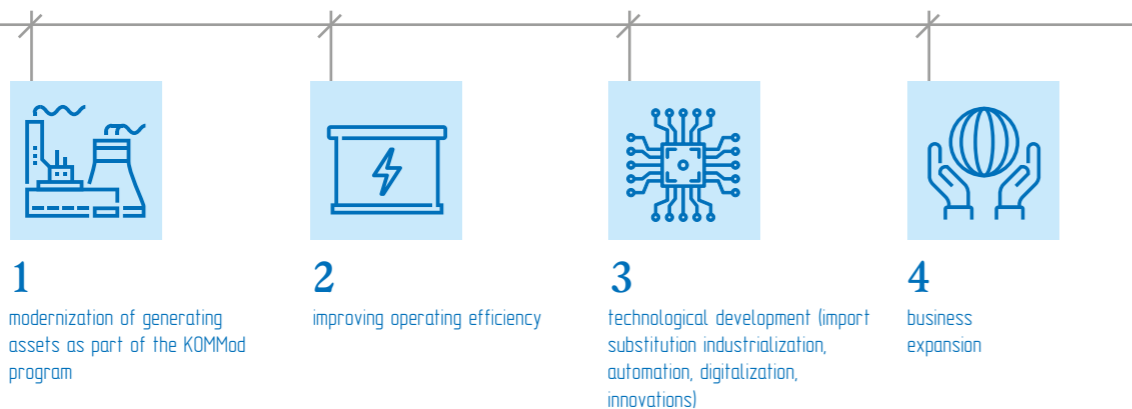 1
modernization of generating
assets as part of the KOMMod
program
2
improving operating efficiency
3
technological development (import
substitution industrialization,
automation, digitalization,
innovations)
4
business
expansion